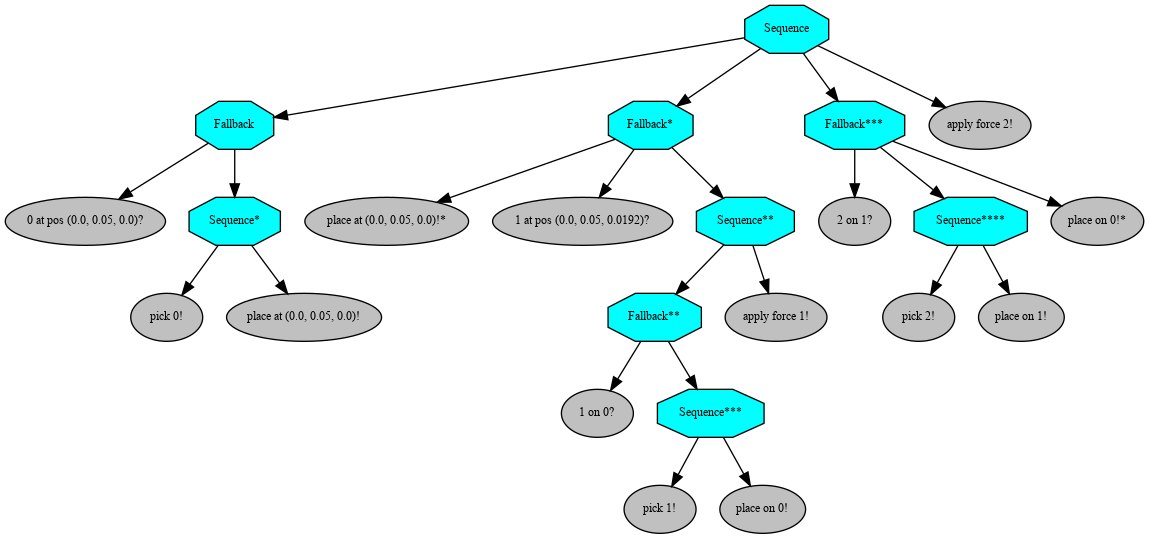 Sequence
Fallback
Fallback*
Fallback***
apply force 2!
0 at pos (0.0, 0.05, 0.0)?
Sequence*
place at (0.0, 0.05, 0.0)!*
1 at pos (0.0, 0.05, 0.0192)?
Sequence**
2 on 1?
Sequence****
place on 0!*
pick 0!
place at (0.0, 0.05, 0.0)!
Fallback**
apply force 1!
pick 2!
place on 1!
1 on 0?
Sequence***
pick 1!
place on 0!